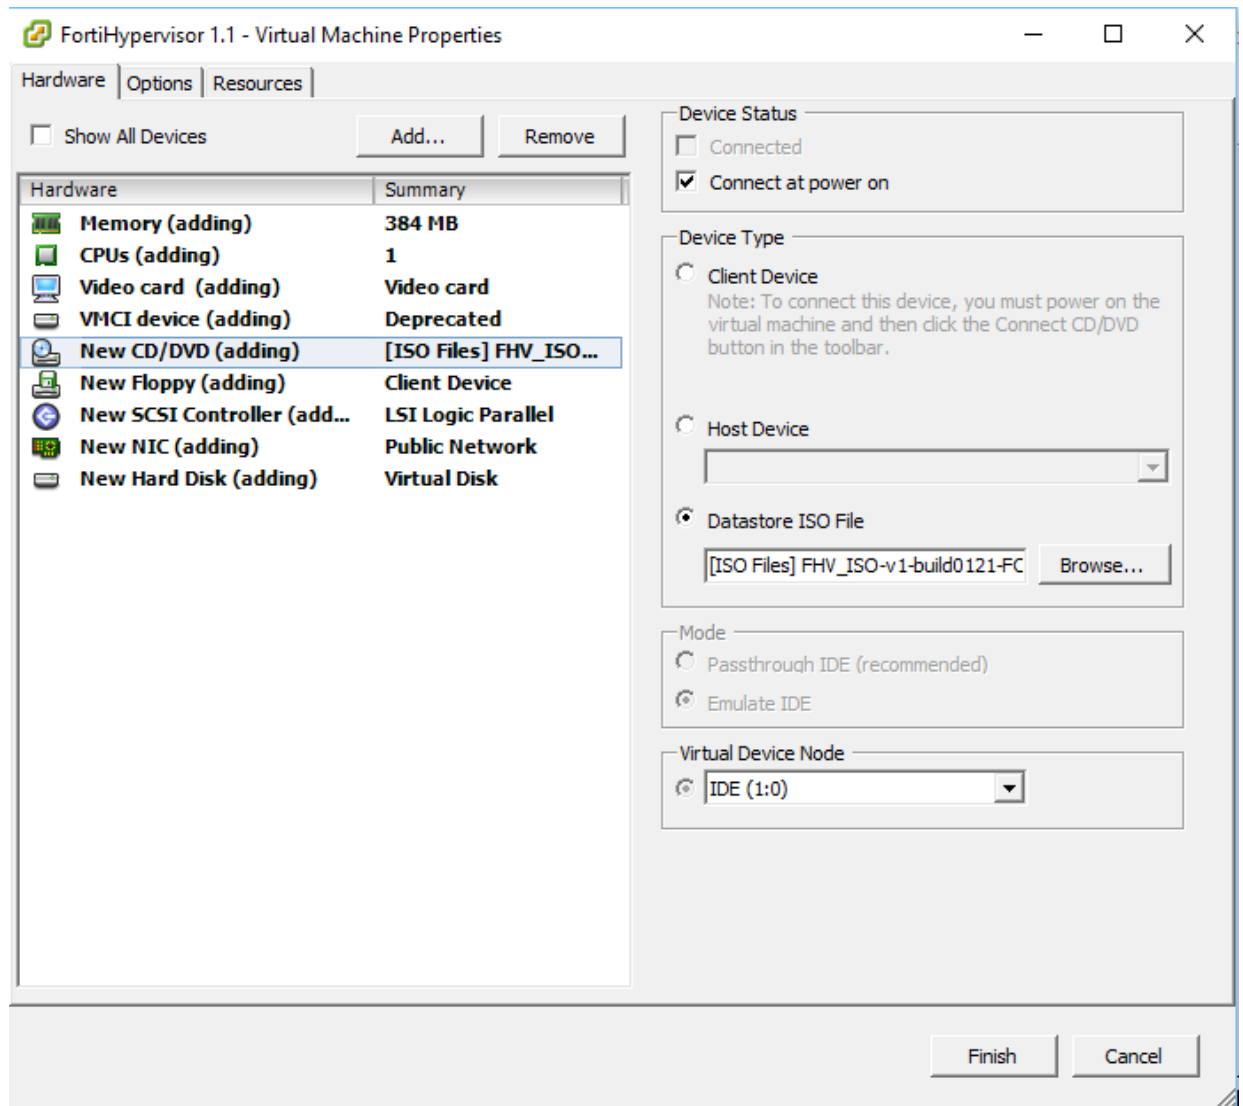 FortiHypervisor 1.1 - Virtual Machine Properties
Hardware Options Resources
Show All Devices Add... Remove
Hardware Summary
Memory (adding) 384 MB
CPUs (adding) 1
Video card (adding) Video card
VMCI device (adding) Deprecated
New CD/DVD (adding) [ISO Files] FHV_ISO...
New Floppy (adding) Client Device
New SCSI Controller (add... LSI Logic Parallel
New NIC (adding) Public Network
New Hard Disk (adding) Virtual Disk
Device Status
Connected
Connect at power on
Device Type
Client Device
Note: To connect this device, you must power on the
virtual machine and then click the Connect CD/DVD
button in the toolbar.
Host Device
Datastore ISO File
[ISO Files] FHV_ISO-v1-build0121-FC Browse...
Mode
Passthrough IDE (recommended)
Emulate IDE
Virtual Device Node
IDE (1:0)
Finish Cancel